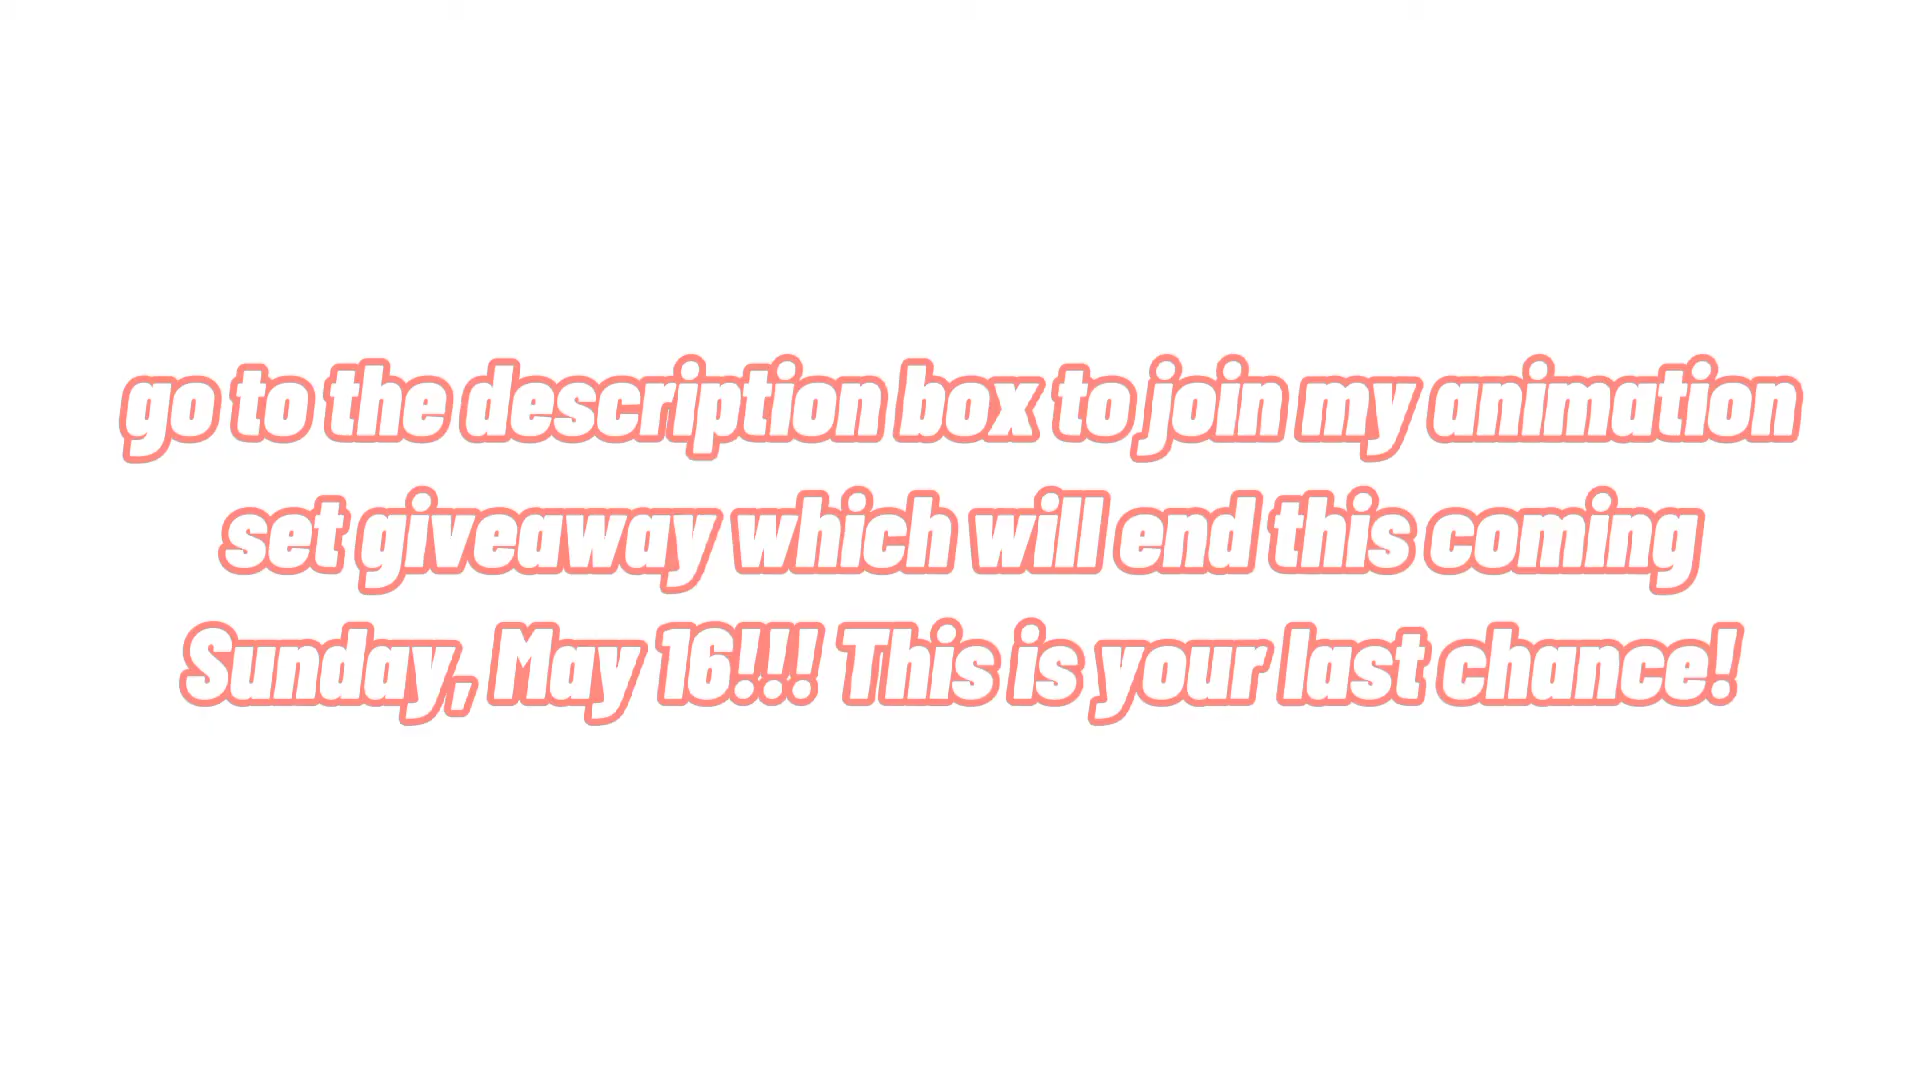 go to the description box to join my animation
set giveaway which will end this coming
Sunday, May 16!!! This is your last chance!